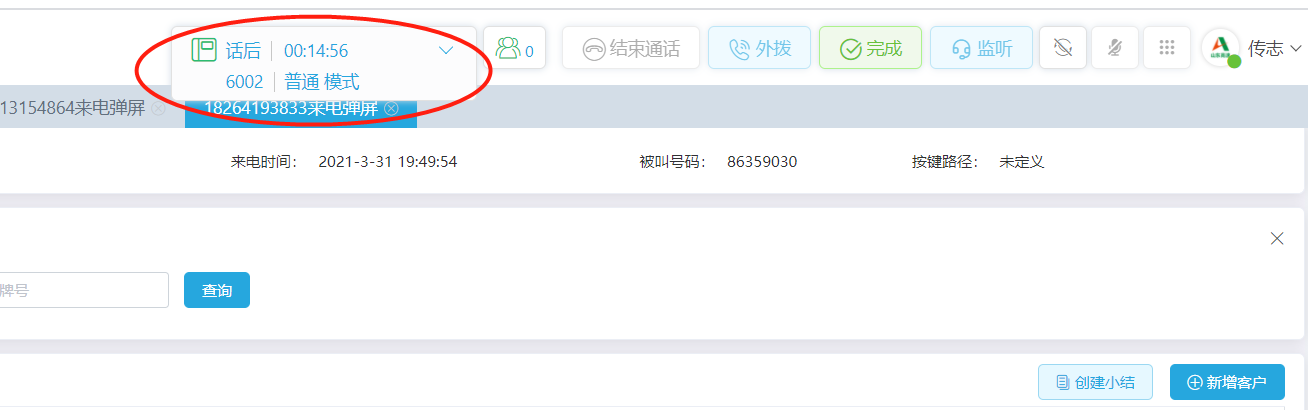 话后 00:14:56
0
结束通话
外拨
完成
监听
传志
6002 普通 模式
13154864来电弹屏
18264193833来电弹屏
来电时间： 2021-3-31 19:49:54
被叫号码： 86359030
按键路径： 未定义
牌号
查询
创建小结
新增客户